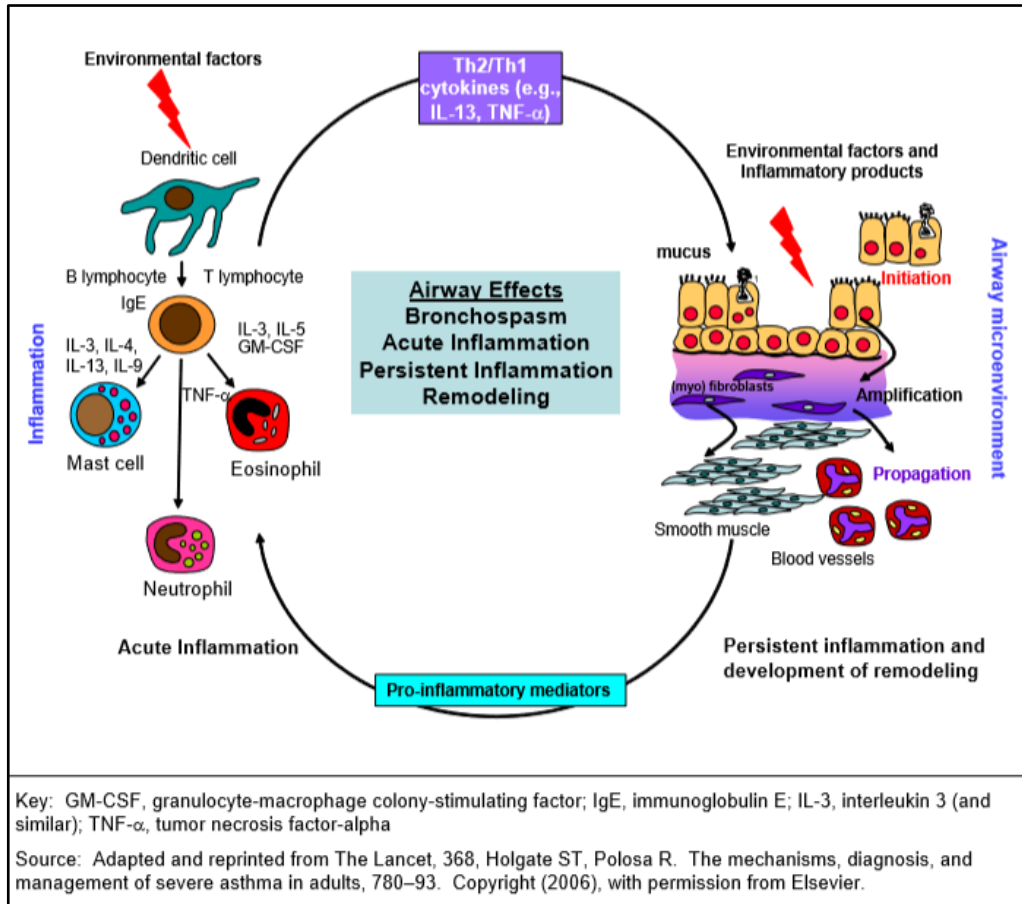 Environmental factors
Dendritic cell
B lymphocyte
T lymphocyte
IgE
IL-3, IL-4,
IL-13, IL-9
IL-3, IL-5
GM-CSF
TNF-α
Mast cell
Eosinophil
Neutrophil
Inflammation
Acute Inflammation
Th2/Th1
cytokines (e.g.,
IL-13, TNF-α)
Airway Effects
Bronchospasm
Acute Inflammation
Persistent Inflammation
Remodeling
Pro-inflammatory mediators
Environmental factors and
Inflammatory products
mucus
Initiation
(myo) fibroblasts
Amplification
Propagation
Smooth muscle
Blood vessels
Airway microenvironment
Persistent inflammation and
development of remodeling
Key: GM-CSF, granulocyte-macrophage colony-stimulating factor; IgE, immunoglobulin E; IL-3, interleukin 3 (and
similar); TNF-α, tumor necrosis factor-alpha
Source: Adapted and reprinted from The Lancet, 368, Holgate ST, Polosa R. The mechanisms, diagnosis, and
management of severe asthma in adults, 780–93. Copyright (2006), with permission from Elsevier.